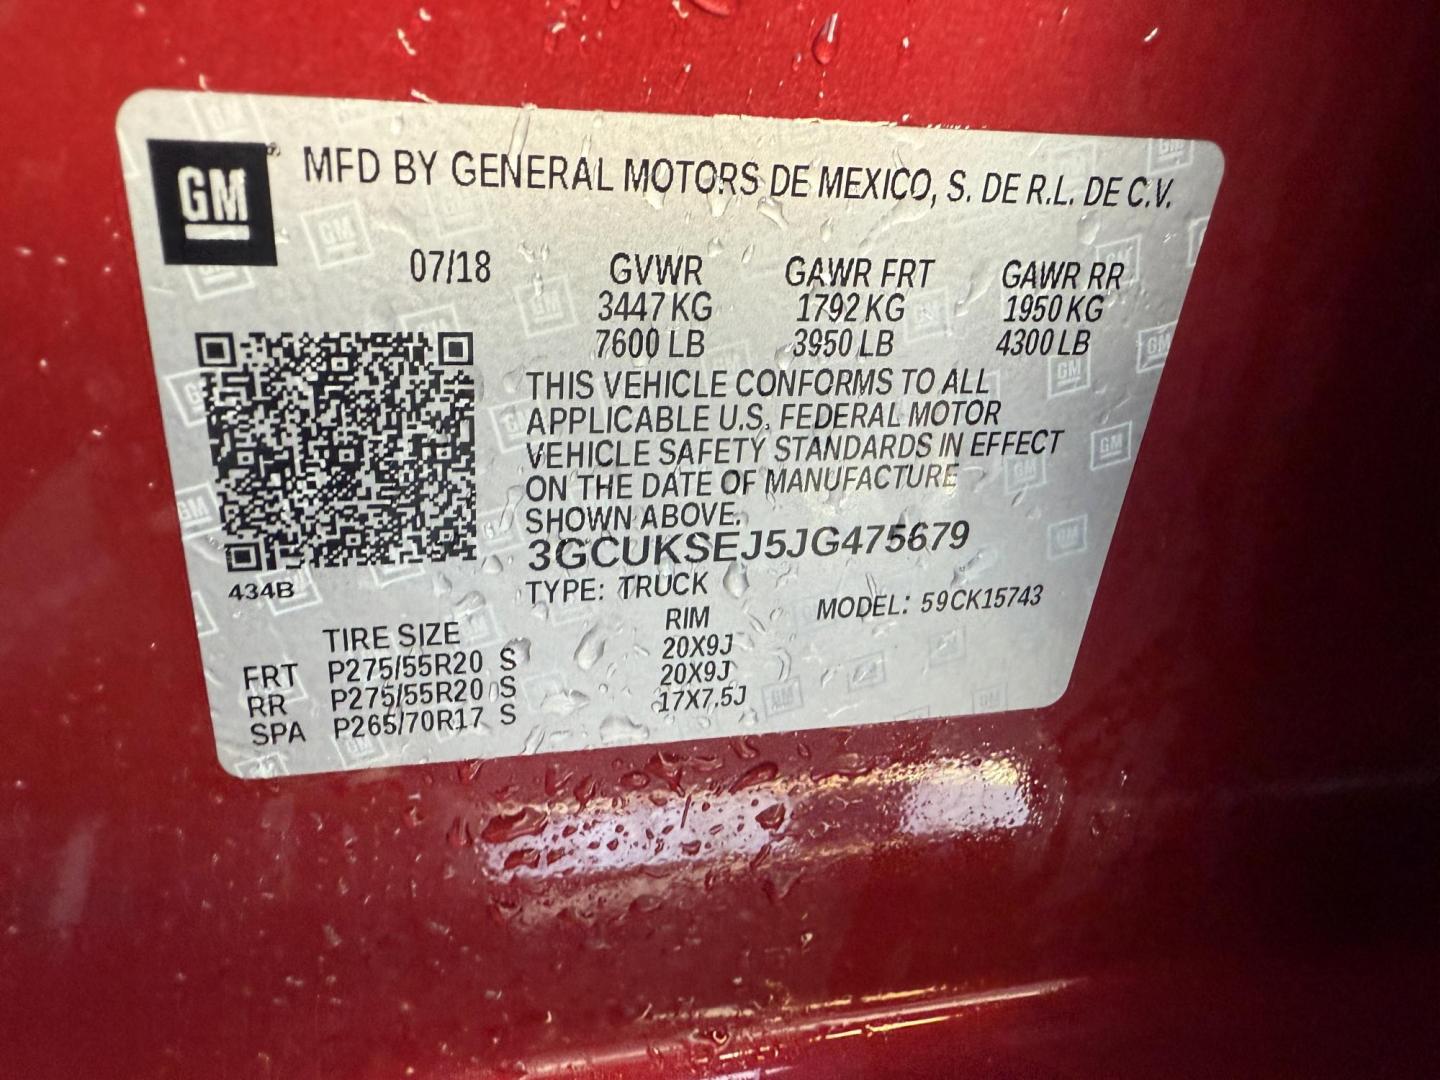 GM MFD BY GENERAL MOTORS DE MEXICO, S. DE R.L. DE C.V.
07/18 GVWR GAWR FRT GAWR RR
3447 KG 1792 KG 1950 KG
7600 LB 3950 LB 4300 LB
THIS VEHICLE CONFORMS TO ALL
APPLICABLE U.S. FEDERAL MOTOR
VEHICLE SAFETY STANDARDS IN EFFECT
ON THE DATE OF MANUFACTURE
SHOWN ABOVE.
3GCUKSEJ5JG475679
434B
TYPE: TRUCK MODEL: 59CK15743
TIRE SIZE RIM
FRT P275/55R20 S 20X9J
RR P275/55R20 S 20X9J
SPA P265/70R17 S 17X7.5J